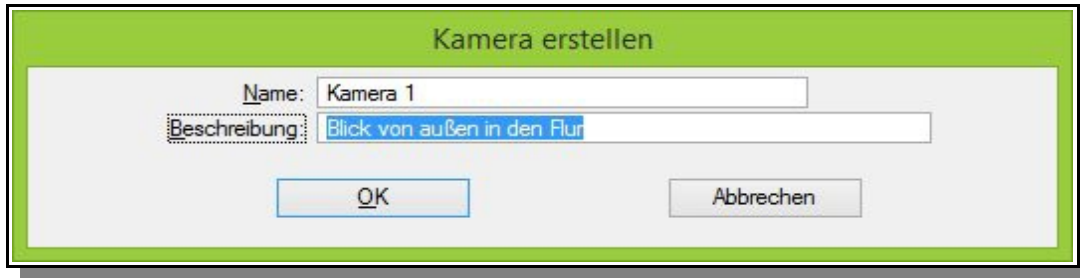 Kamera erstellen
Name: Kamera 1
Beschreibung: Blick von außen in den Flur
OK Abbrechen